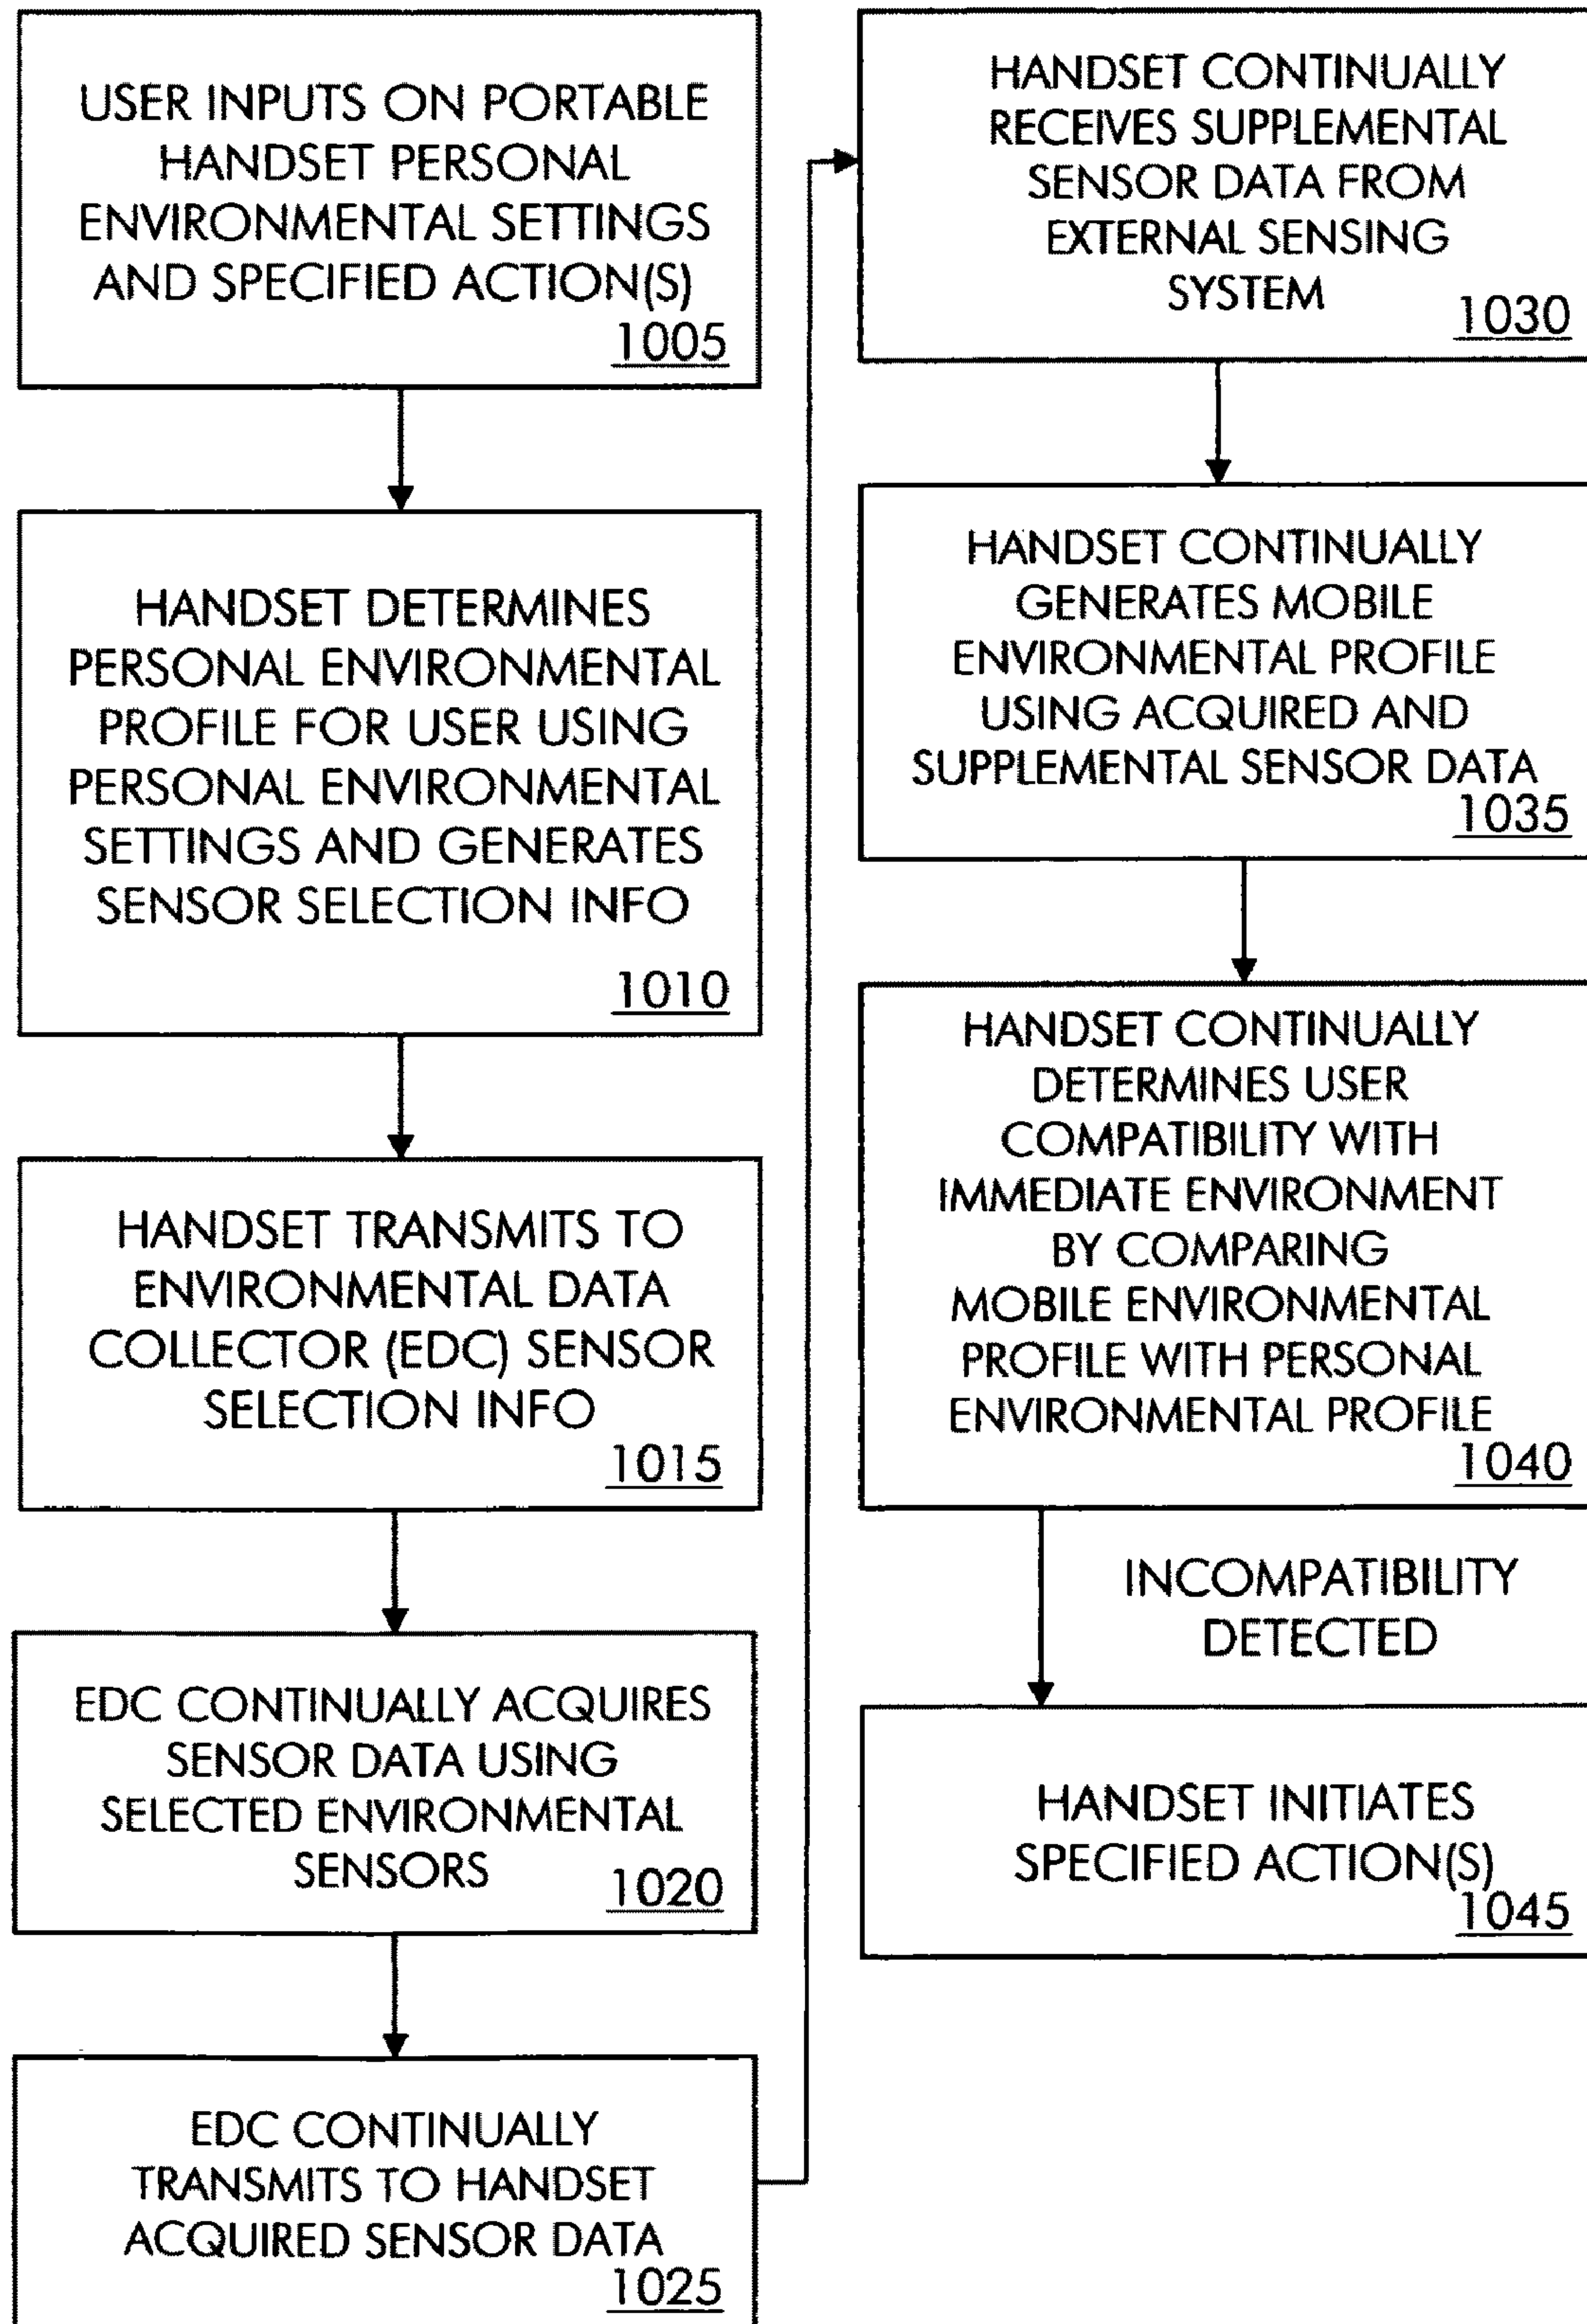 USER INPUTS ON PORTABLE
HANDSET PERSONAL
ENVIRONMENTAL SETTINGS
AND SPECIFIED ACTION(S)
1005
HANDSET DETERMINES
PERSONAL ENVIRONMENTAL
PROFILE FOR USER USING
PERSONAL ENVIRONMENTAL
SETTINGS AND GENERATES
SENSOR SELECTION INFO
1010
HANDSET TRANSMITS TO
ENVIRONMENTAL DATA
COLLECTOR (EDC) SENSOR
SELECTION INFO
1015
EDC CONTINUALLY ACQUIRES
SENSOR DATA USING
SELECTED ENVIRONMENTAL
SENSORS
1020
EDC CONTINUALLY
TRANSMITS TO HANDSET
ACQUIRED SENSOR DATA
1025
HANDSET CONTINUALLY
RECEIVES SUPPLEMENTAL
SENSOR DATA FROM
EXTERNAL SENSING
SYSTEM
1030
HANDSET CONTINUALLY
GENERATES MOBILE
ENVIRONMENTAL PROFILE
USING ACQUIRED AND
SUPPLEMENTAL SENSOR DATA
1035
HANDSET CONTINUALLY
DETERMINES USER
COMPATIBILITY WITH
IMMEDIATE ENVIRONMENT
BY COMPARING
MOBILE ENVIRONMENTAL
PROFILE WITH PERSONAL
ENVIRONMENTAL PROFILE
1040
INCOMPATIBILITY
DETECTED
HANDSET INITIATES
SPECIFIED ACTION(S)
1045